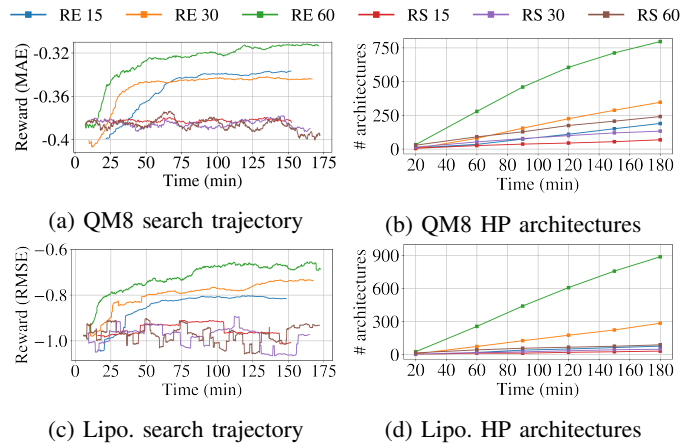 RE 15 RE 30 RE 60 RS 15 RS 30 RS 60
Reward (MAE)
-0.32
-0.36
-0.4
0 25 50 75 100 125 150 175
Time (min)
(a) QM8 search trajectory
# architectures
750
500
250
0
20 40 60 80 100 120 140 160 180
Time (min)
(b) QM8 HP architectures
Reward (RMSE)
−0.6
−0.8
−1.0
0 25 50 75 100 125 150 175
Time (min)
(c) Lipo. search trajectory
# architectures
900
600
300
0
20 40 60 80 100 120 140 160 180
Time (min)
(d) Lipo. HP architectures